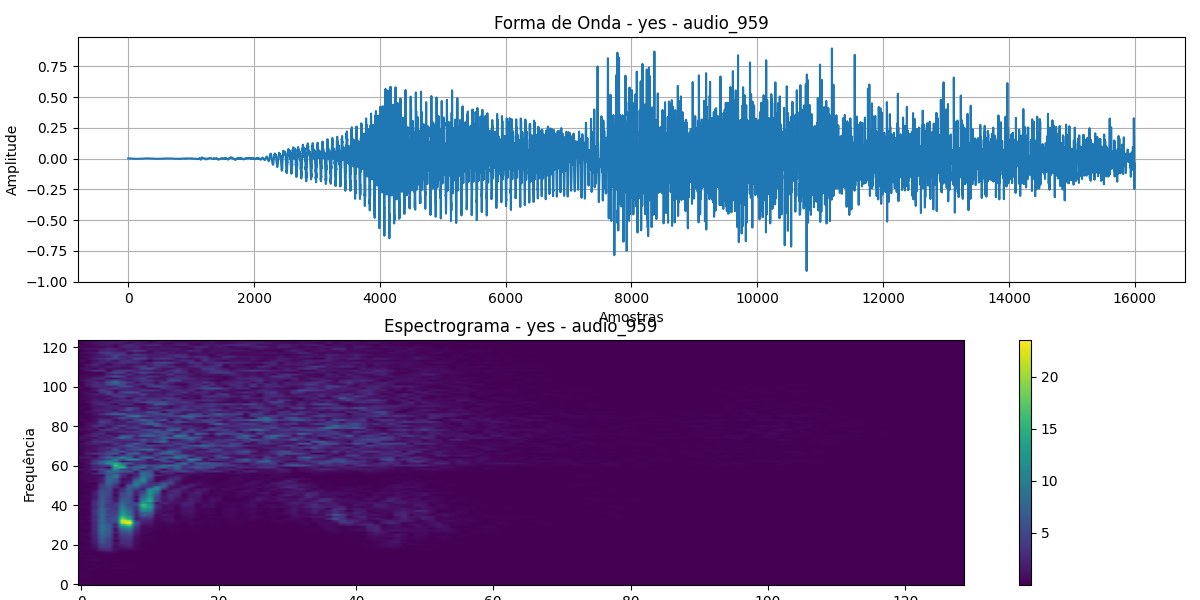 Forma de Onda - yes - audio_959
0.75
0.50
0.25
0.00
−0.25
−0.50
−0.75
−1.00
Amplitude
0 2000 4000 6000 8000 10000 12000 14000 16000
Amostras
Espectrograma - yes - audio_959
120
100
80
60
40
20
0
Frequência
0 20 40 60 80 100 120
20
15
10
5